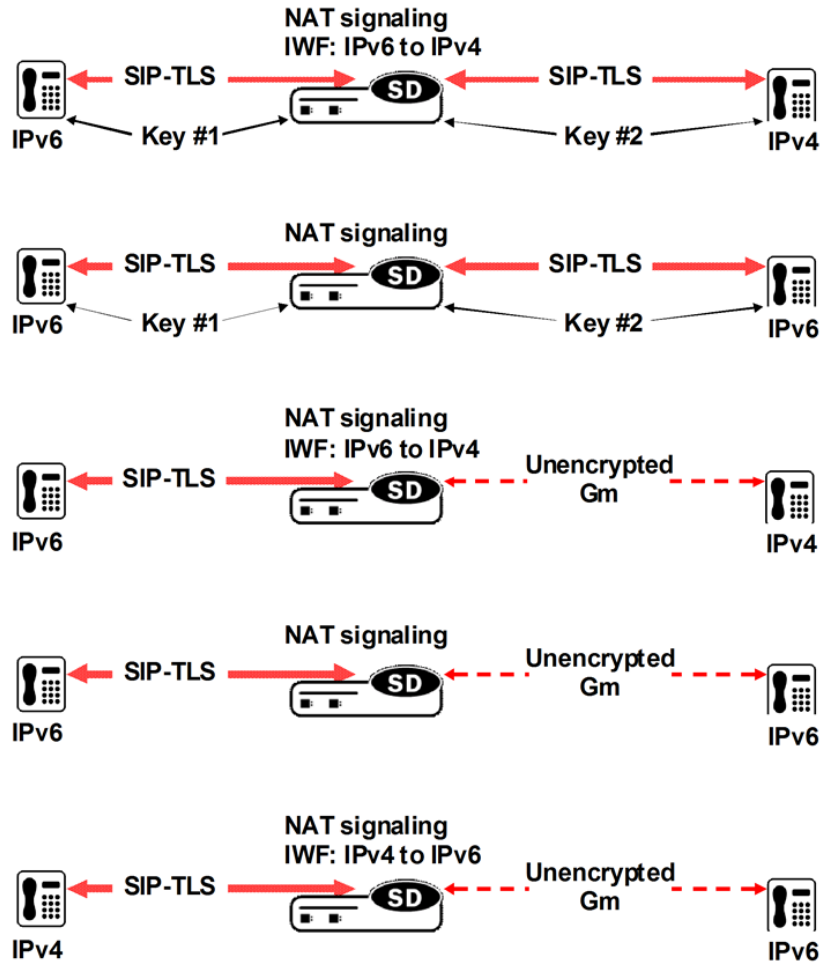 NAT signaling
IWF: IPv6 to IPv4
SIP-TLS
SD
SIP-TLS
IPv6
Key #1
Key #2
IPv4
NAT signaling
SIP-TLS
SD
SIP-TLS
IPv6
Key #1
Key #2
IPv6
NAT signaling
IWF: IPv6 to IPv4
SIP-TLS
SD
Unencrypted
Gm
IPv6
IPv4
NAT signaling
SIP-TLS
SD
Unencrypted
Gm
IPv6
IPv6
NAT signaling
IWF: IPv4 to IPv6
SIP-TLS
SD
Unencrypted
Gm
IPv4
IPv6